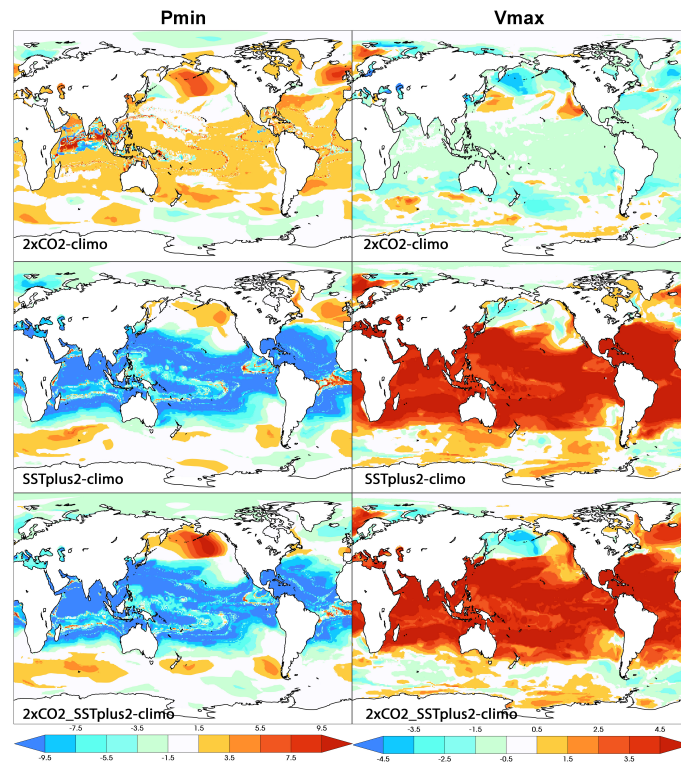 Pmin Vmax
2xCO2-climo 2xCO2-climo
SSTplus2-climo SSTplus2-climo
2xCO2_SSTplus2-climo 2xCO2_SSTplus2-climo
-7.5 -3.5 1.5 5.5 9.5 -3.5 -1.5 0.5 2.5 4.5
-9.5 -5.5 -1.5 3.5 7.5 -4.5 -2.5 -0.5 1.5 3.5